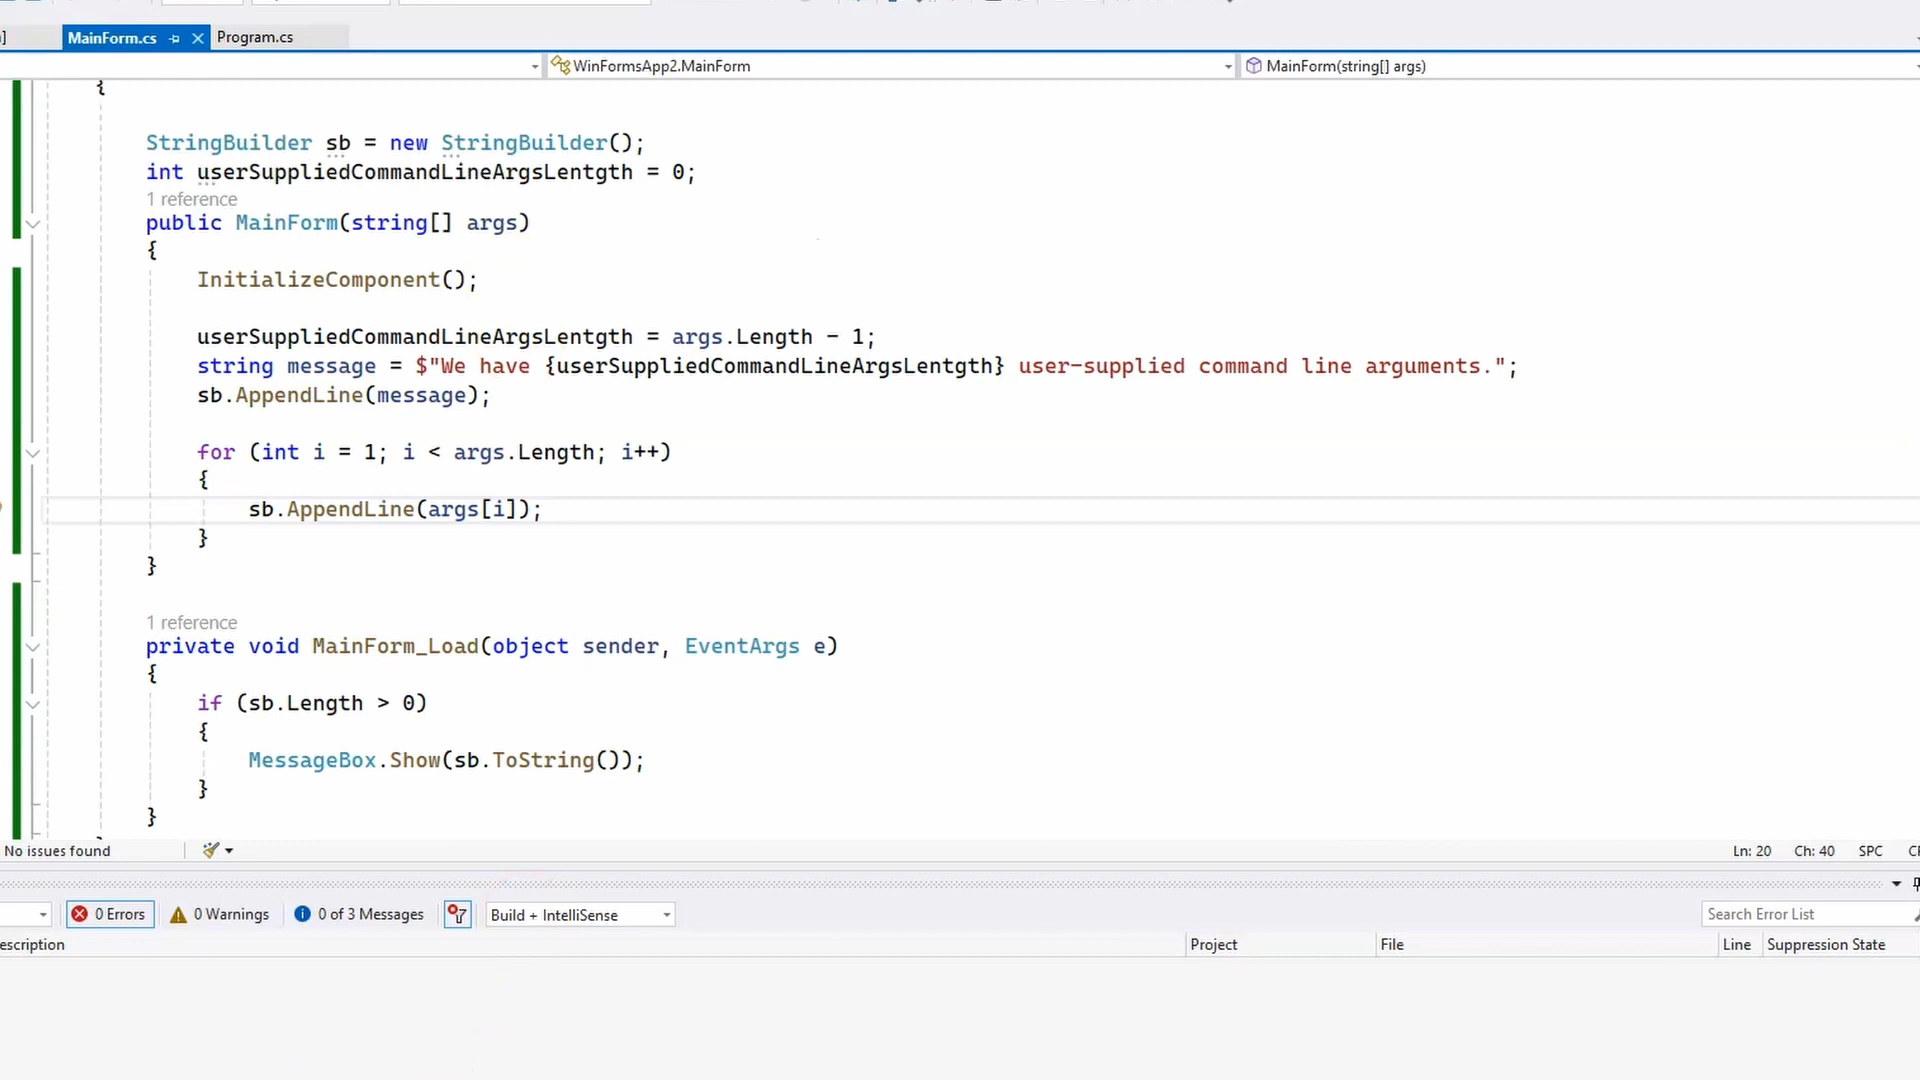 ]
MainForm.cs Program.cs
WinFormsApp2.MainForm MainForm(string[] args)
{
StringBuilder sb = new StringBuilder();
int userSuppliedCommandLineArgsLentgth = 0;
1 reference
public MainForm(string[] args)
{
InitializeComponent();
userSuppliedCommandLineArgsLentgth = args.Length - 1;
string message = $"We have {userSuppliedCommandLineArgsLentgth} user-supplied command line arguments.";
sb.AppendLine(message);
for (int i = 1; i < args.Length; i++)
{
sb.AppendLine(args[i]);
}
}
1 reference
private void MainForm_Load(object sender, EventArgs e)
{
if (sb.Length > 0)
{
MessageBox.Show(sb.ToString());
}
}
No issues found Ln: 20 Ch: 40 SPC
0 Errors 0 Warnings 0 of 3 Messages Build + IntelliSense Search Error List
escription Project File Line Suppression State